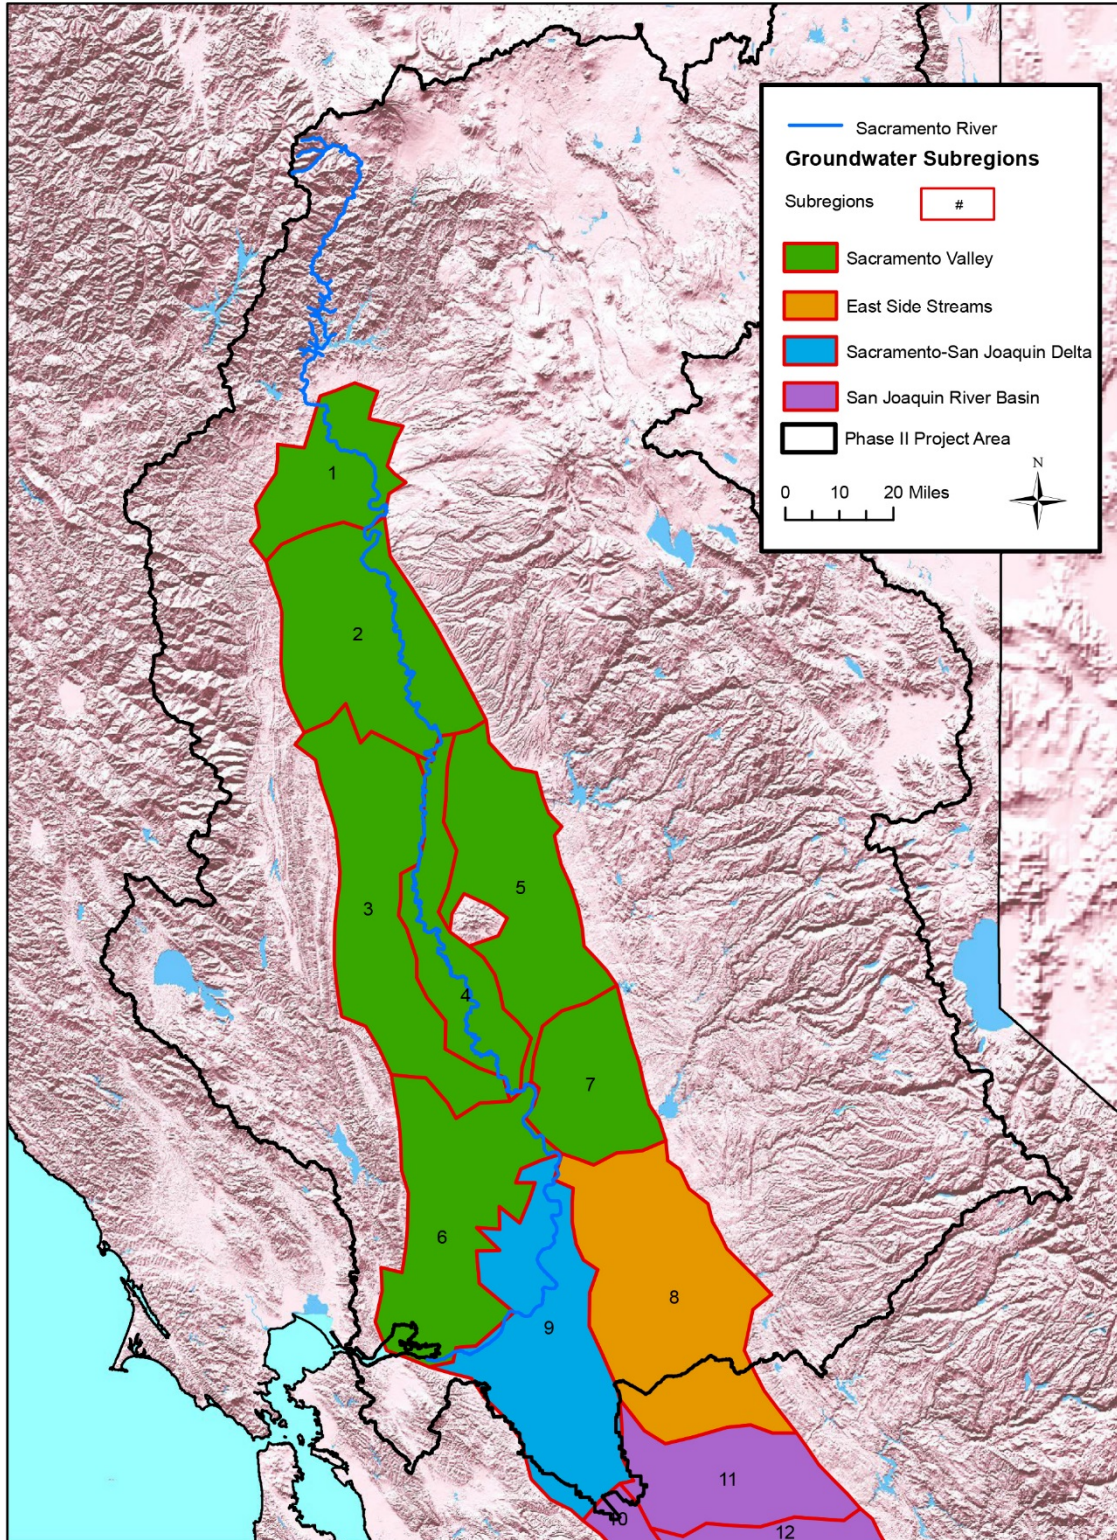 Sacramento River
Groundwater Subregions
Subregions #
Sacramento Valley
East Side Streams
Sacramento-San Joaquin Delta
San Joaquin River Basin
Phase II Project Area
N
0 10 20 Miles
1
2
3
5
4
7
6
8
9
11
10
12